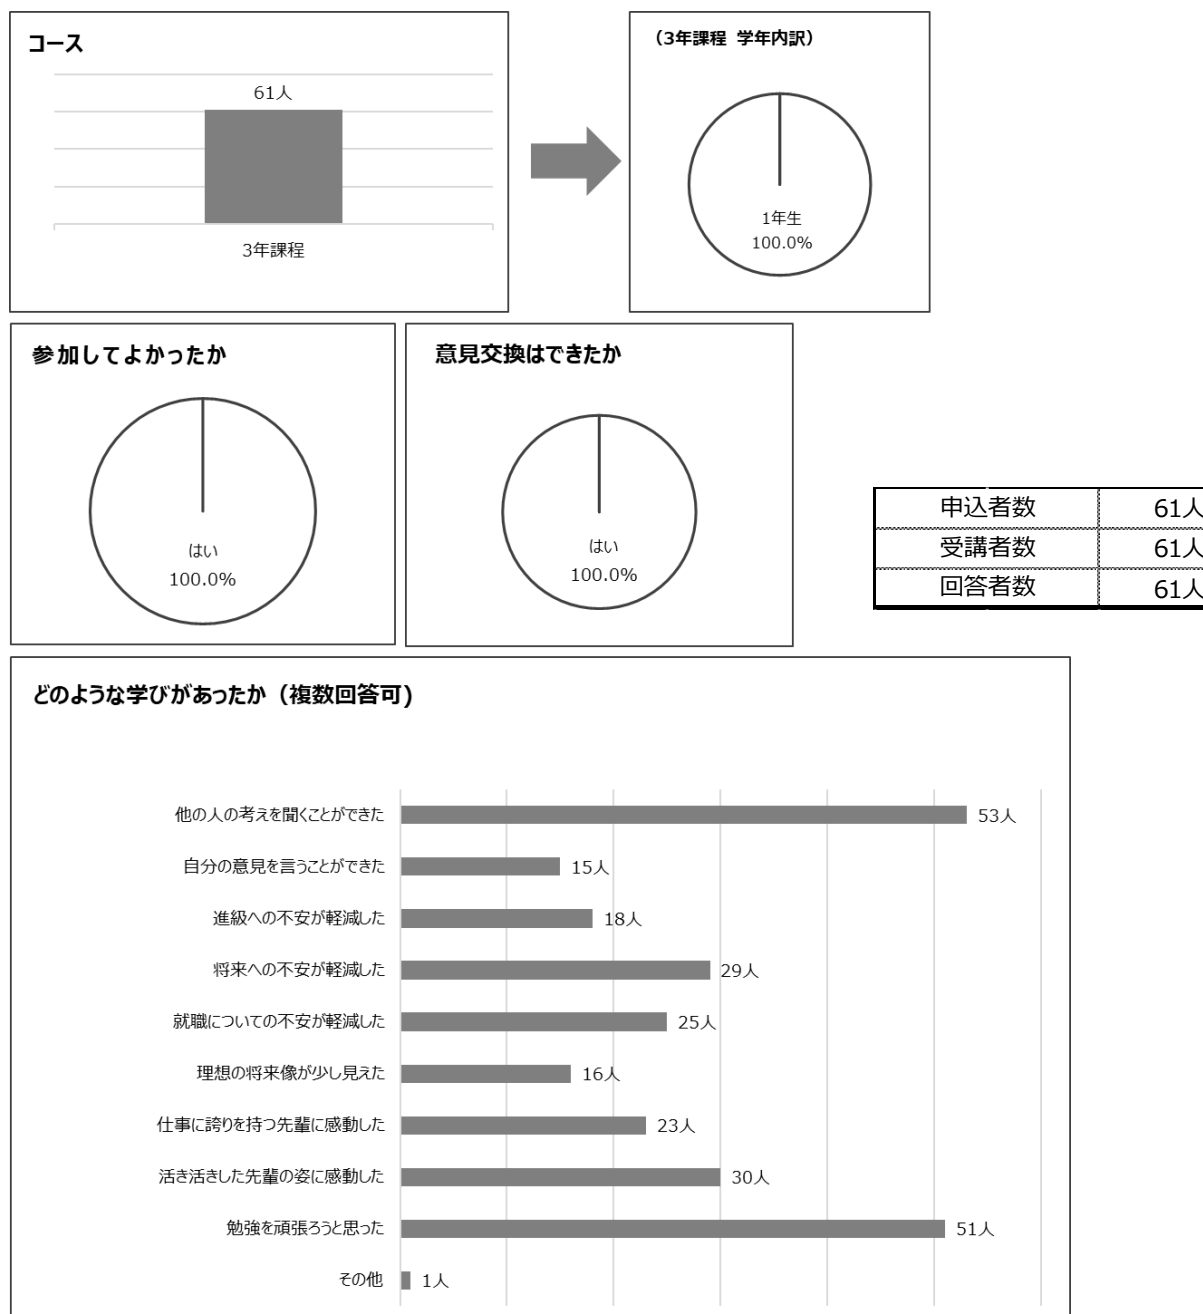 コース
61人
3年課程
（3年課程 学年内訳）
1年生
100.0%
参加してよかったか
はい
100.0%
意見交換はできたか
はい
100.0%
申込者数 61人
受講者数 61人
回答者数 61人
どのような学びがあったか（複数回答可)
他の人の考えを聞くことができた 53人
自分の意見を言うことができた 15人
進級への不安が軽減した 18人
将来への不安が軽減した 29人
就職についての不安が軽減した 25人
理想の将来像が少し見えた 16人
仕事に誇りを持つ先輩に感動した 23人
活き活きした先輩の姿に感動した 30人
勉強を頑張ろうと思った 51人
その他 1人